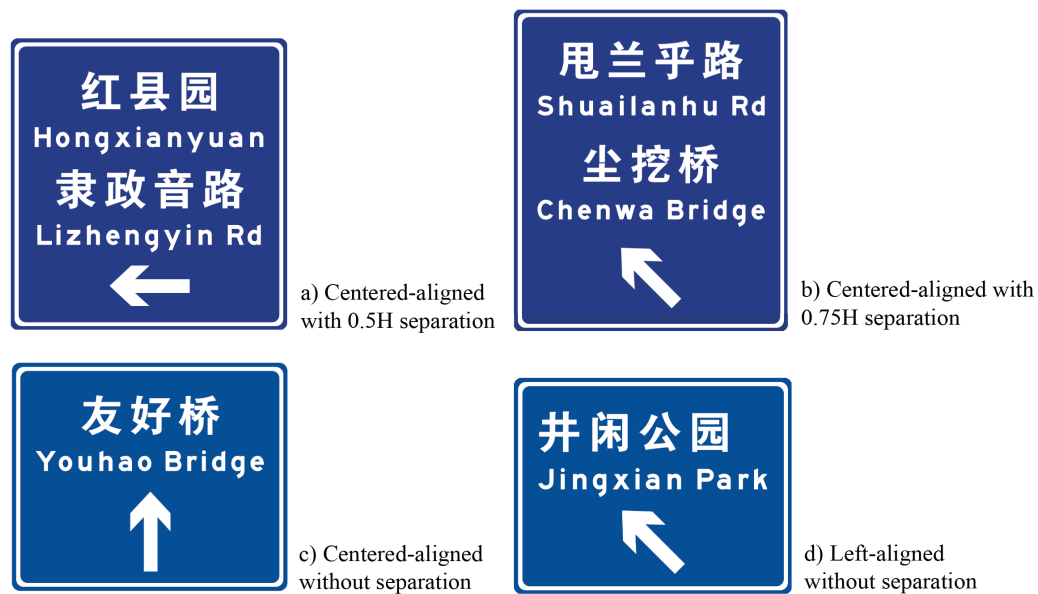 红县园
Hongxianyuan
隶政音路
Lizhengyin Rd
a) Centered-aligned
with 0.5H separation
甩兰乎路
Shuailanhu Rd
尘挖桥
Chenwa Bridge
b) Centered-aligned with
0.75H separation
友好桥
Youhao Bridge
c) Centered-aligned
without separation
井闲公园
Jingxian Park
d) Left-aligned
without separation